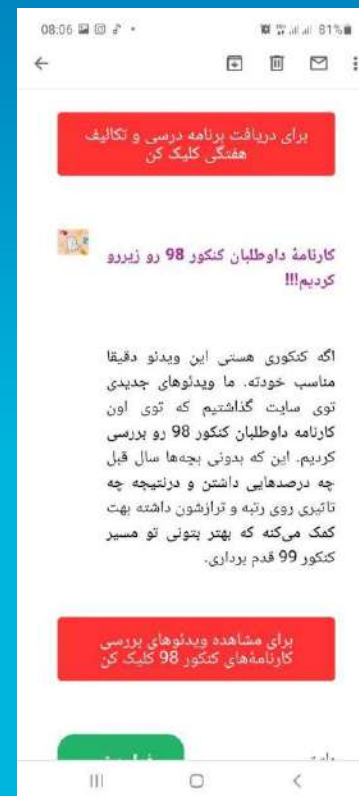 08:06
81%
برای دریافت برنامه درسی و تکالیف
هفتگی کلیک کن
کارنامهٔ داوطلبان کنکور 98 رو زیررو
کردیم!!!
اگه کنکوری هستی این ویدئو دقیقا
مناسب خودته. ما ویدئوهای جدیدی
توی سایت گذاشتیم که توی اون
کارنامه داوطلبان کنکور 98 رو بررسی
کردیم. این که بدونی بچه‌ها سال قبل
چه درصدهایی داشتن و درنتیجه چه
تاثیری روی رتبه و ترازشون داشته بهت
کمک می‌کنه که بهتر بتونی تو مسیر
کنکور 99 قدم برداری.
برای مشاهده ویدئوهای بررسی
کارنامه‌های کنکور 98 کلیک کن